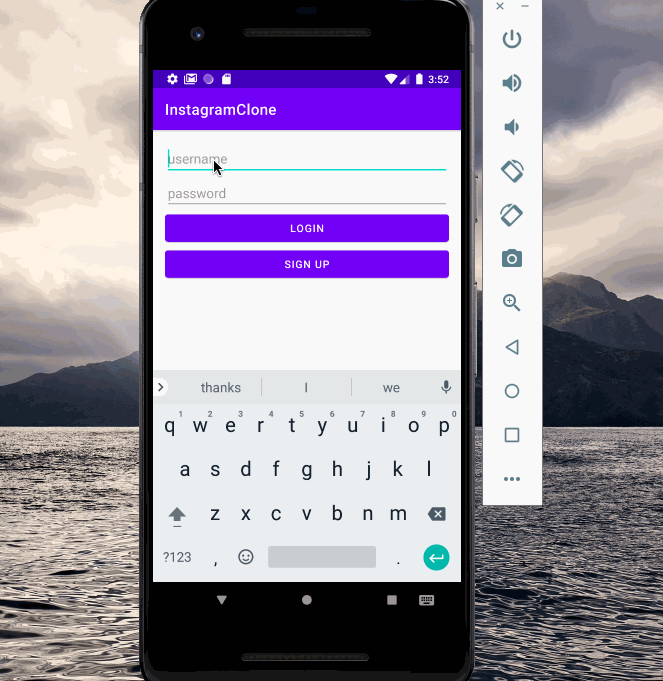 3:52
InstagramClone
username
password
LOGIN
SIGN UP
thanks I we
1 2 3 4 5 6 7 8 9 0
q w e r t y u i o p
a s d f g h j k l
z x c v b n m
?123 , .